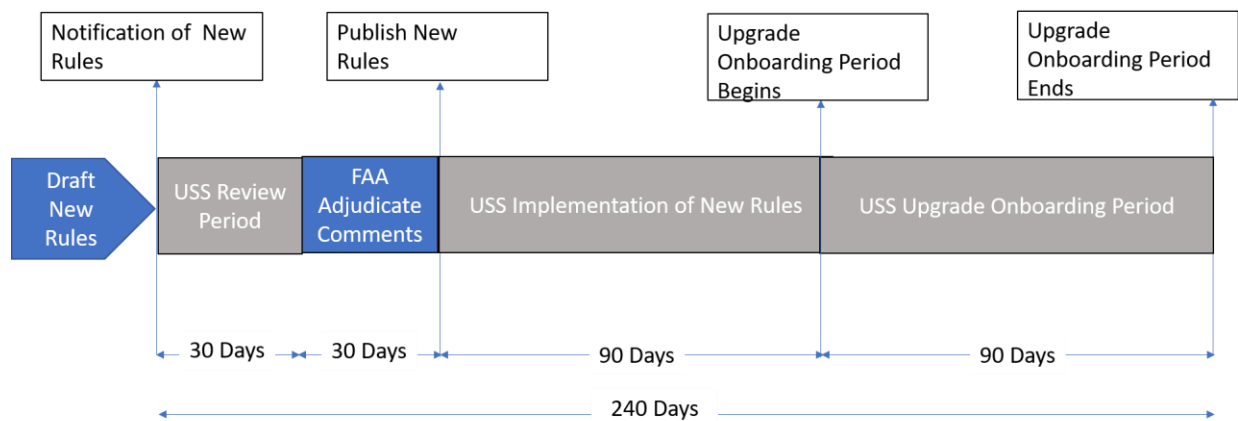 Notification of New
Rules
Publish New
Rules
Upgrade
Onboarding Period
Begins
Upgrade
Onboarding Period
Ends
Draft
New
Rules
USS Review
Period
FAA
Adjudicate
Comments
USS Implementation of New Rules
USS Upgrade Onboarding Period
30 Days
30 Days
90 Days
90 Days
240 Days